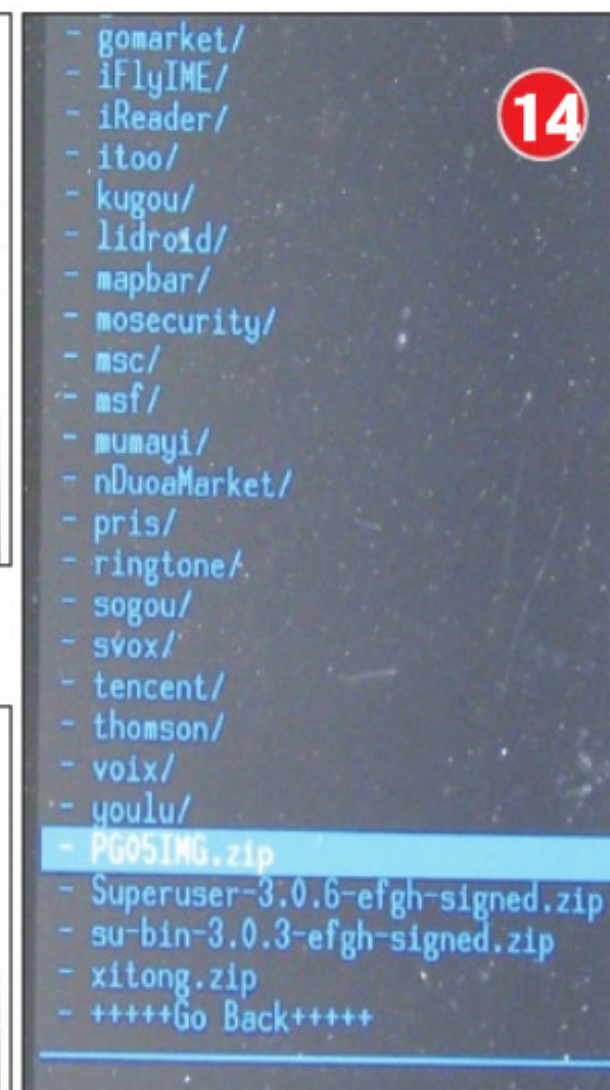 - gomarket/
- iFlyIME/
- iReader/
- itoo/
- kugou/
- lidroid/
- mapbar/
- mosecurity/
- msc/
- msf/
- mumayi/
- nDuoaMarket/
- pris/
- ringtone/
- sogou/
- svox/
- tencent/
- thomson/
- voix/
- youlu/
- PG05IMG.zip
- Superuser-3.0.6-efgh-signed.zip
- su-bin-3.0.3-efgh-signed.zip
- xitong.zip
- +++++Go Back+++++
14